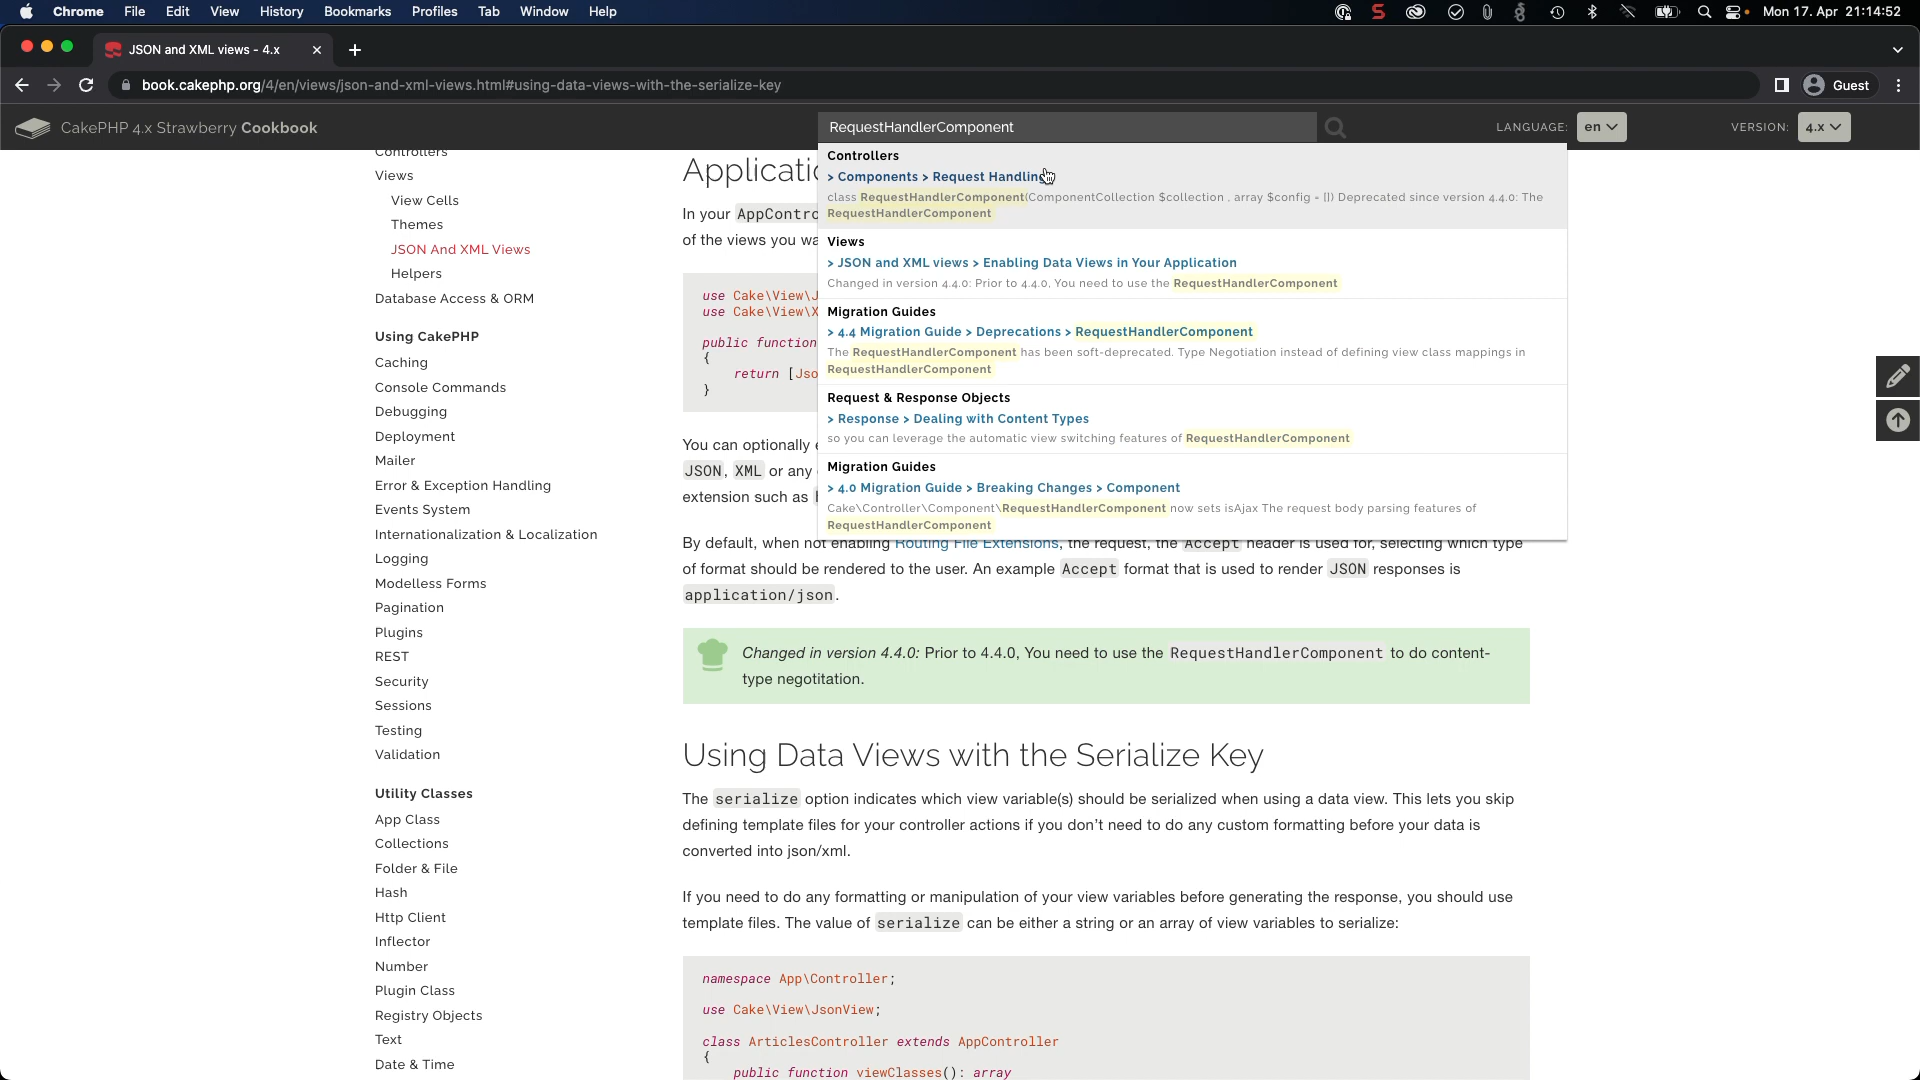 Chrome File Edit View History Bookmarks Profiles Tab Window Help Mon 17. Apr 21:14:52
JSON and XML views - 4.x
book.cakephp.org/4/en/views/json-and-xml-views.html#using-data-views-with-the-serialize-key Guest
CakePHP 4.x Strawberry Cookbook RequestHandlerComponent LANGUAGE: en VERSION: 4.x
Controllers
Views
View Cells
Themes
JSON And XML Views
Helpers
Database Access & ORM
Using CakePHP
Caching
Console Commands
Debugging
Deployment
Mailer
Error & Exception Handling
Events System
Internationalization & Localization
Logging
Modelless Forms
Pagination
Plugins
REST
Security
Sessions
Testing
Validation
Utility Classes
App Class
Collections
Folder & File
Hash
Http Client
Inflector
Number
Plugin Class
Registry Objects
Text
Date & Time
Controllers
> Components > Request Handling
class RequestHandlerComponent(ComponentCollection $collection , array $config = []) Deprecated since version 4.4.0: The
RequestHandlerComponent
Views
> JSON and XML views > Enabling Data Views in Your Application
Changed in version 4.4.0: Prior to 4.4.0, You need to use the RequestHandlerComponent
Migration Guides
> 4.4 Migration Guide > Deprecations > RequestHandlerComponent
The RequestHandlerComponent has been soft-deprecated. Type Negotiation instead of defining view class mappings in
RequestHandlerComponent
Request & Response Objects
> Response > Dealing with Content Types
so you can leverage the automatic view switching features of RequestHandlerComponent
Migration Guides
> 4.0 Migration Guide > Breaking Changes > Component
Cake\Controller\Component\RequestHandlerComponent now sets isAjax The request body parsing features of
RequestHandlerComponent
In your AppContro
of the views you wa
use Cake\View\J
use Cake\View\X
public function
{
return [Jso
}
You can optionally
JSON, XML or any
extension such as
By default, when not enabling Routing File Extensions, the request, the Accept header is used for, selecting which type
of format should be rendered to the user. An example Accept format that is used to render JSON responses is
application/json.
Changed in version 4.4.0: Prior to 4.4.0, You need to use the RequestHandlerComponent to do content-
type negotitation.
Using Data Views with the Serialize Key
The serialize option indicates which view variable(s) should be serialized when using a data view. This lets you skip
defining template files for your controller actions if you don't need to do any custom formatting before your data is
converted into json/xml.
If you need to do any formatting or manipulation of your view variables before generating the response, you should use
template files. The value of serialize can be either a string or an array of view variables to serialize:
namespace App\Controller;
use Cake\View\JsonView;
class ArticlesController extends AppController
{
public function viewClasses(): array